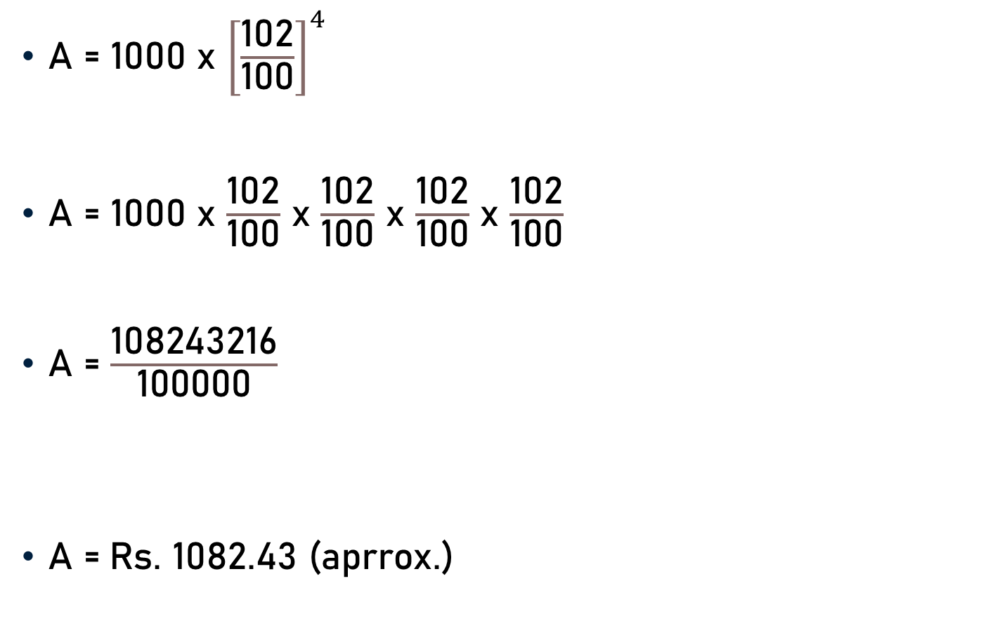 • A = 1000 x [102/100]^4
• A = 1000 x 102/100 x 102/100 x 102/100 x 102/100
• A = 108243216/100000
• A = Rs. 1082.43 (aprrox.)